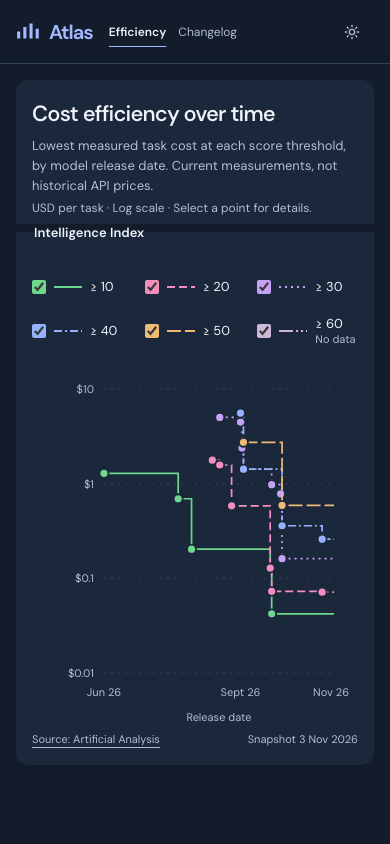 Atlas Efficiency Changelog
Cost efficiency over time
Lowest measured task cost at each score threshold,
by model release date. Current measurements, not
historical API prices.
USD per task · Log scale · Select a point for details.
Intelligence Index
≥ 10 ≥ 20 ≥ 30
≥ 40 ≥ 50 ≥ 60
No data
$10
$1
$0.1
$0.01
Jun 26 Sept 26 Nov 26
Release date
Source: Artificial Analysis Snapshot 3 Nov 2026